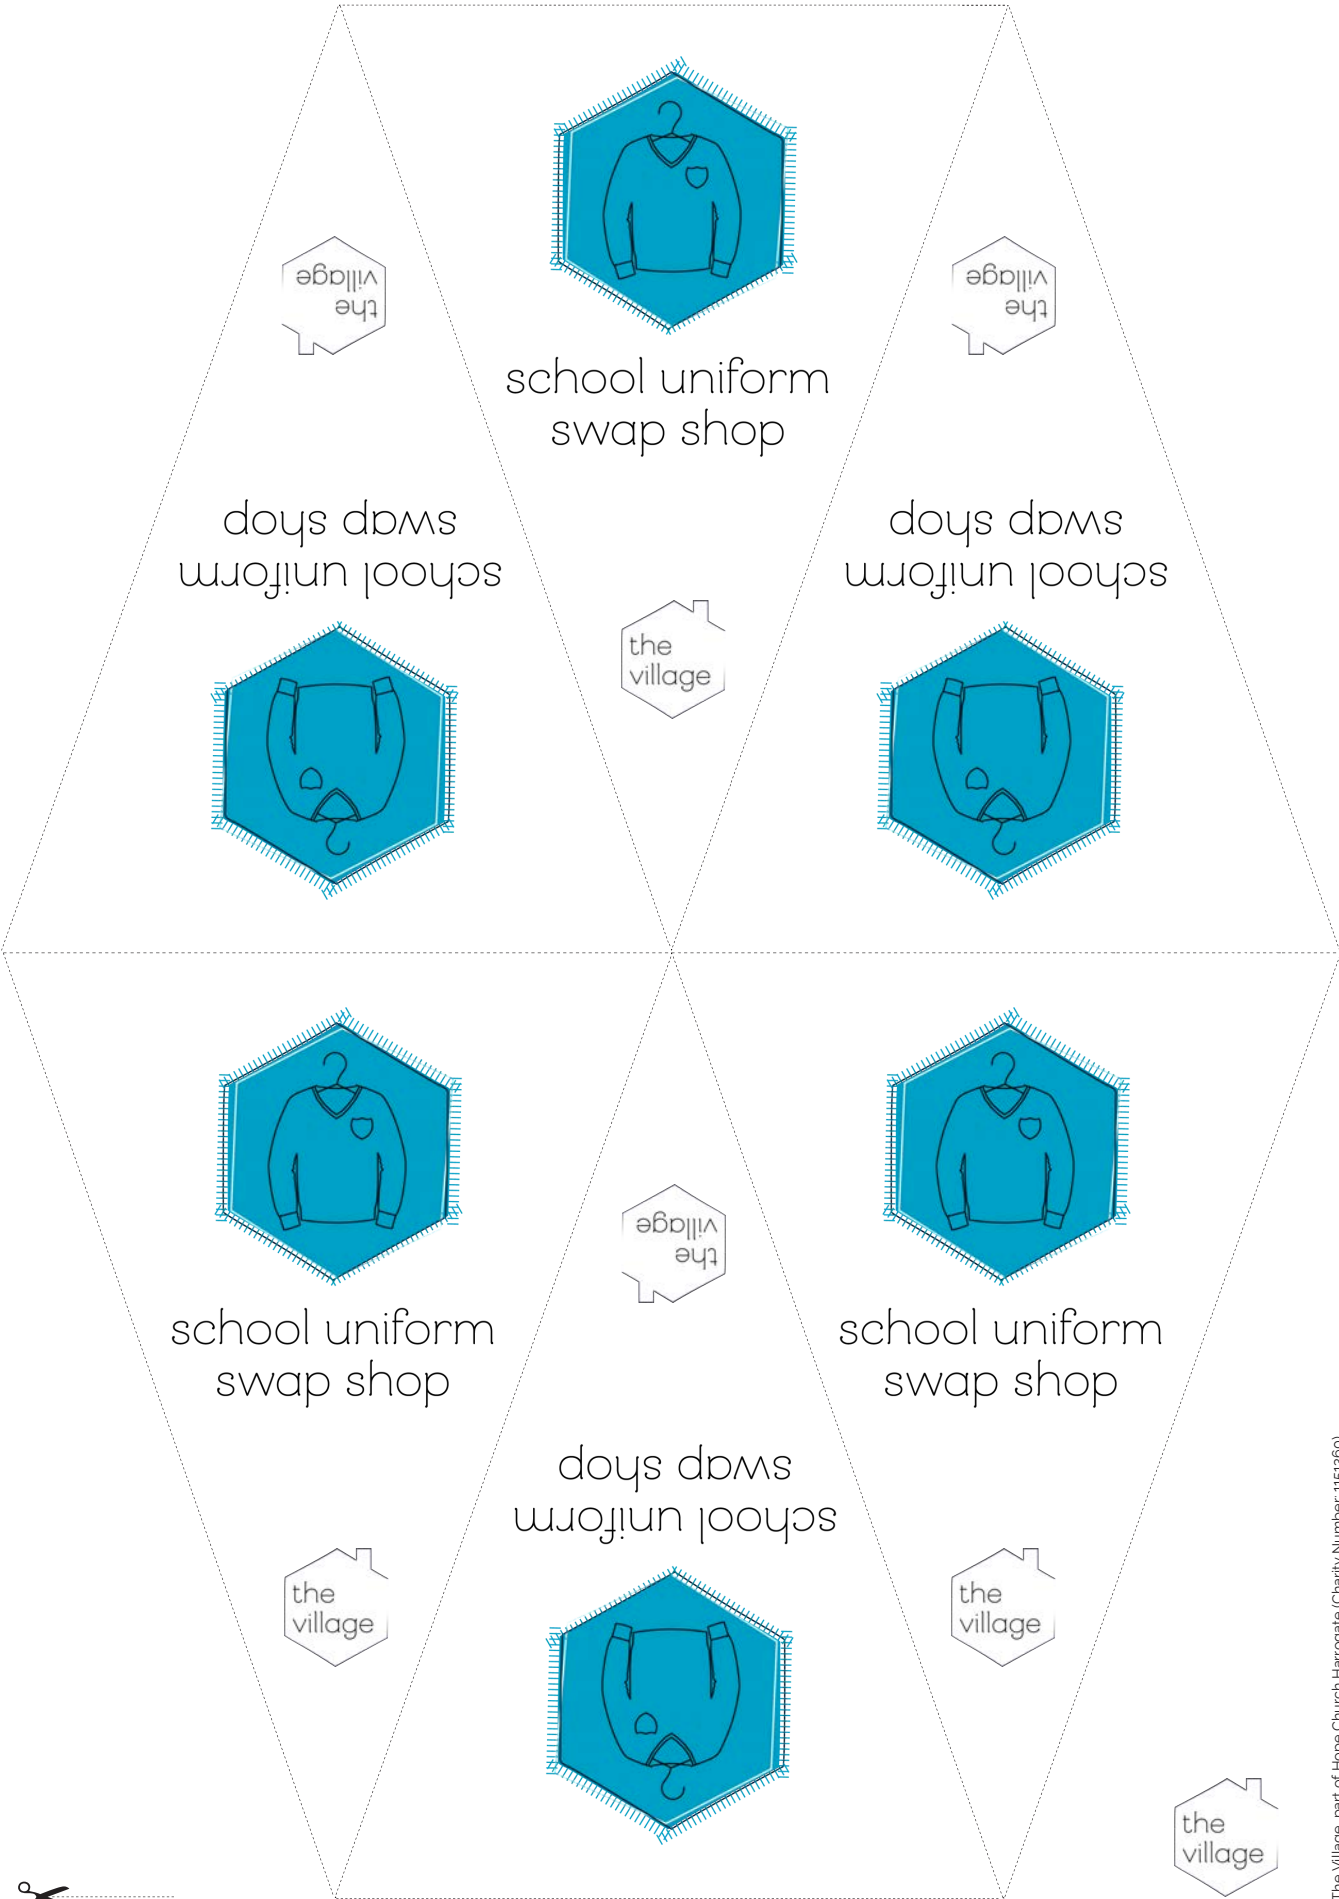 school uniform
swap shop
the
village
school uniform
swap shop
the
village
school uniform
swap shop
the
village
school uniform
swap shop
the
village
school uniform
swap shop
the
village
school uniform
swap shop
the
village
the
village
The Village, part of Hope Church Harrogate (Charity Number: 1151360)